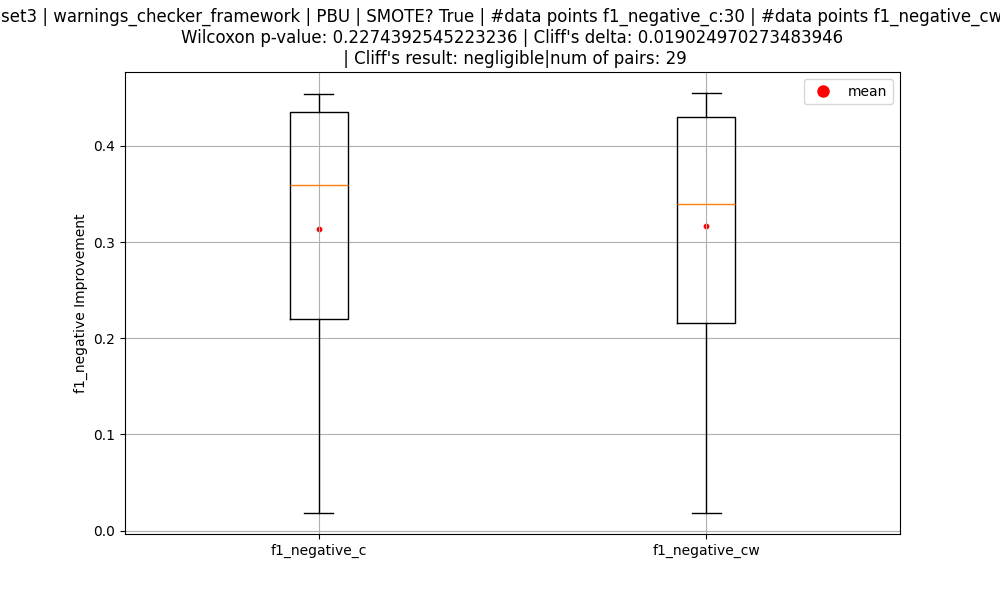 set3 | warnings_checker_framework | PBU | SMOTE? True | #data points f1_negative_c:30 | #data points f1_negative_cw
Wilcoxon p-value: 0.2274392545223236 | Cliff's delta: 0.019024970273483946
| Cliff's result: negligible|num of pairs: 29
mean
0.4
0.3
0.2
0.1
0.0
f1_negative Improvement
f1_negative_c
f1_negative_cw